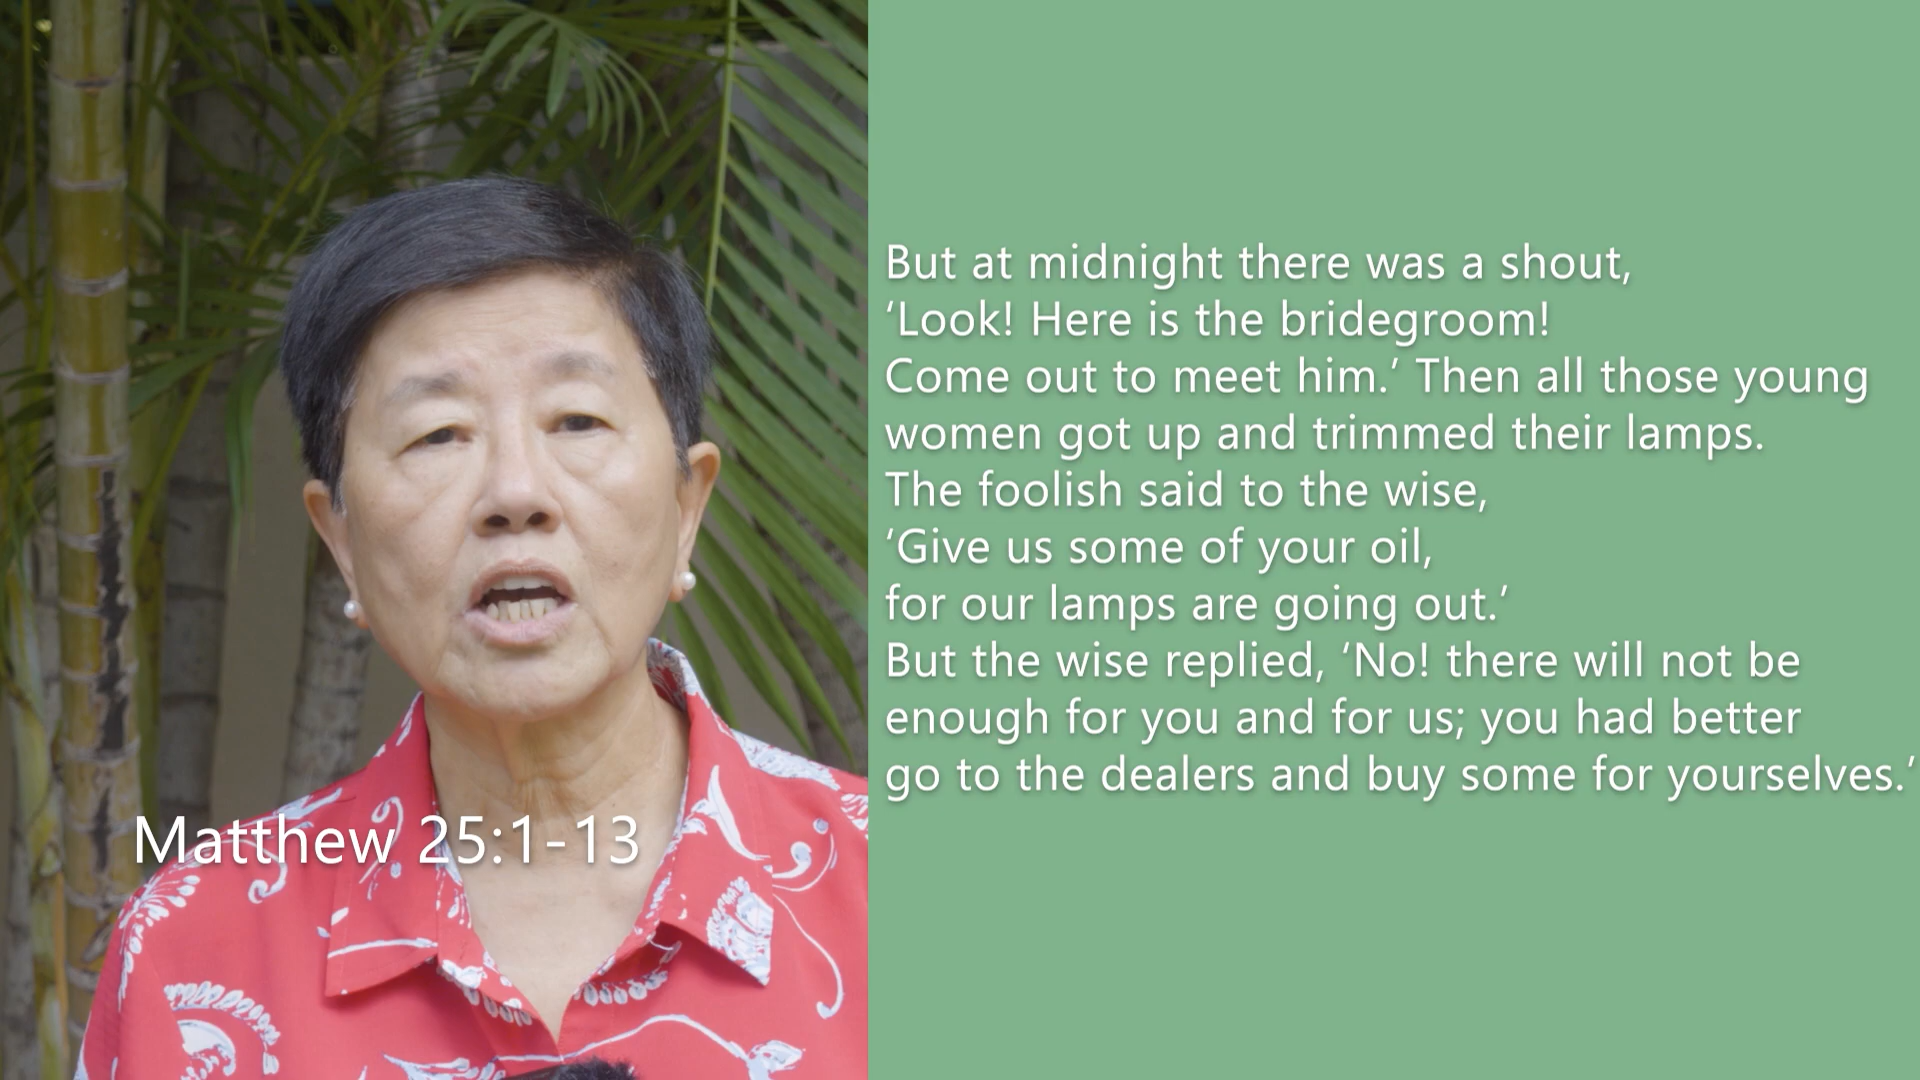 Matthew 25:1-13
But at midnight there was a shout,
‘Look! Here is the bridegroom!
Come out to meet him.’ Then all those young
women got up and trimmed their lamps.
The foolish said to the wise,
‘Give us some of your oil,
for our lamps are going out.’
But the wise replied, ‘No! there will not be
enough for you and for us; you had better
go to the dealers and buy some for yourselves.’